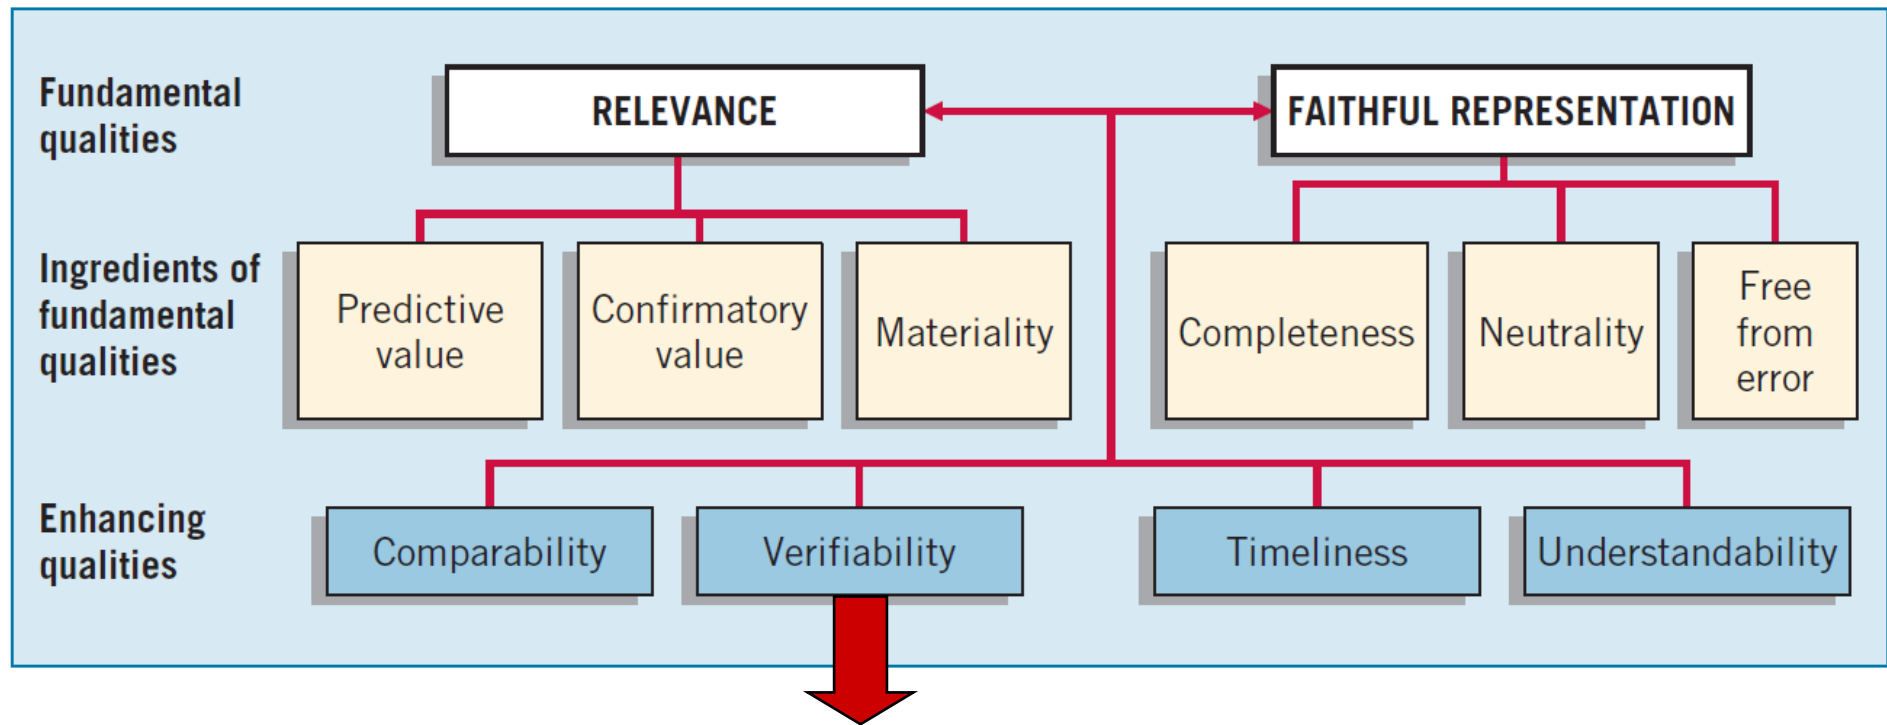 Fundamental
qualities
RELEVANCE
FAITHFUL REPRESENTATION
Ingredients of
fundamental
qualities
Predictive
value
Confirmatory
value
Materiality
Completeness
Neutrality
Free
from
error
Enhancing
qualities
Comparability
Verifiability
Timeliness
Understandability